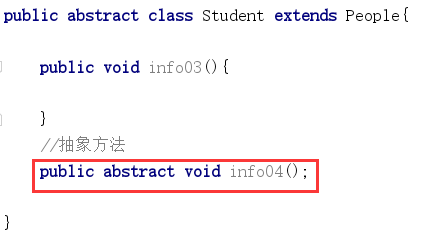 public abstract class Student extends People{
public void info03(){
}
//抽象方法
public abstract void info04();
}